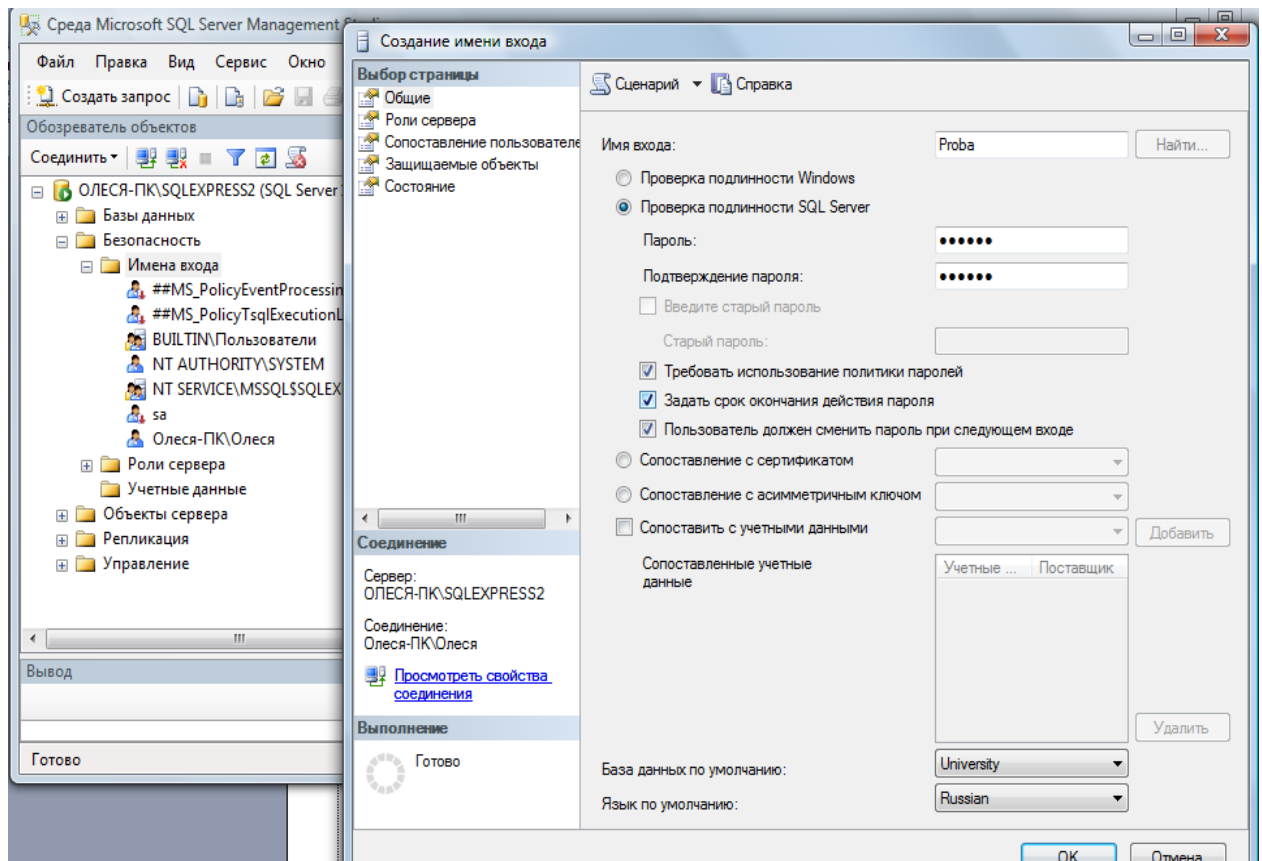 Среда Microsoft SQL Server Management
Файл Правка Вид Сервис Окно
Создать запрос
Обозреватель объектов
Соединить
ОЛЕСЯ-ПК\SQLEXPRESS2 (SQL Server
Базы данных
Безопасность
Имена входа
##MS_PolicyEventProcessin
##MS_PolicyTsqlExecutionL
BUILTIN\Пользователи
NT AUTHORITY\SYSTEM
NT SERVICE\MSSQL$SQLEX
sa
Олеся-ПК\Олеся
Роли сервера
Учетные данные
Объекты сервера
Репликация
Управление
Вывод
Готово
Создание имени входа
Выбор страницы
Общие
Роли сервера
Сопоставление пользователе
Защищаемые объекты
Состояние
Соединение
Сервер:
ОЛЕСЯ-ПК\SQLEXPRESS2
Соединение:
Олеся-ПК\Олеся
Просмотреть свойства
соединения
Выполнение
Готово
Сценарий Справка
Имя входа: Proba Найти...
Проверка подлинности Windows
Проверка подлинности SQL Server
Пароль: ●●●●●●
Подтверждение пароля: ●●●●●●
Введите старый пароль
Старый пароль:
Требовать использование политики паролей
Задать срок окончания действия пароля
Пользователь должен сменить пароль при следующем входе
Сопоставление с сертификатом
Сопоставление с асимметричным ключом
Сопоставить с учетными данными Добавить
Сопоставленные учетные
данные
Учетные ... Поставщик
Удалить
База данных по умолчанию: University
Язык по умолчанию: Russian
OK Отмена